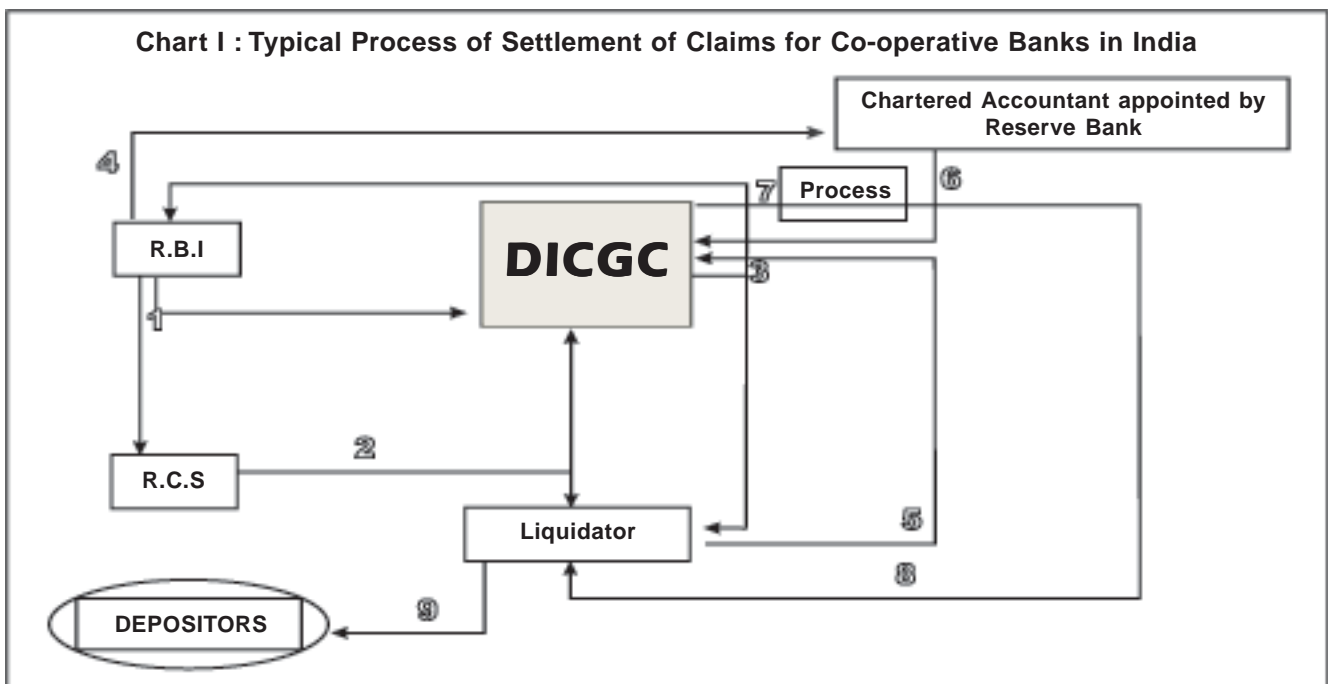 Chart I : Typical Process of Settlement of Claims for Co-operative Banks in India
Chartered Accountant appointed by
Reserve Bank
4
7
Process
6
R.B.I
DICGC
3
1
R.C.S
2
Liquidator
5
8
DEPOSITORS
9